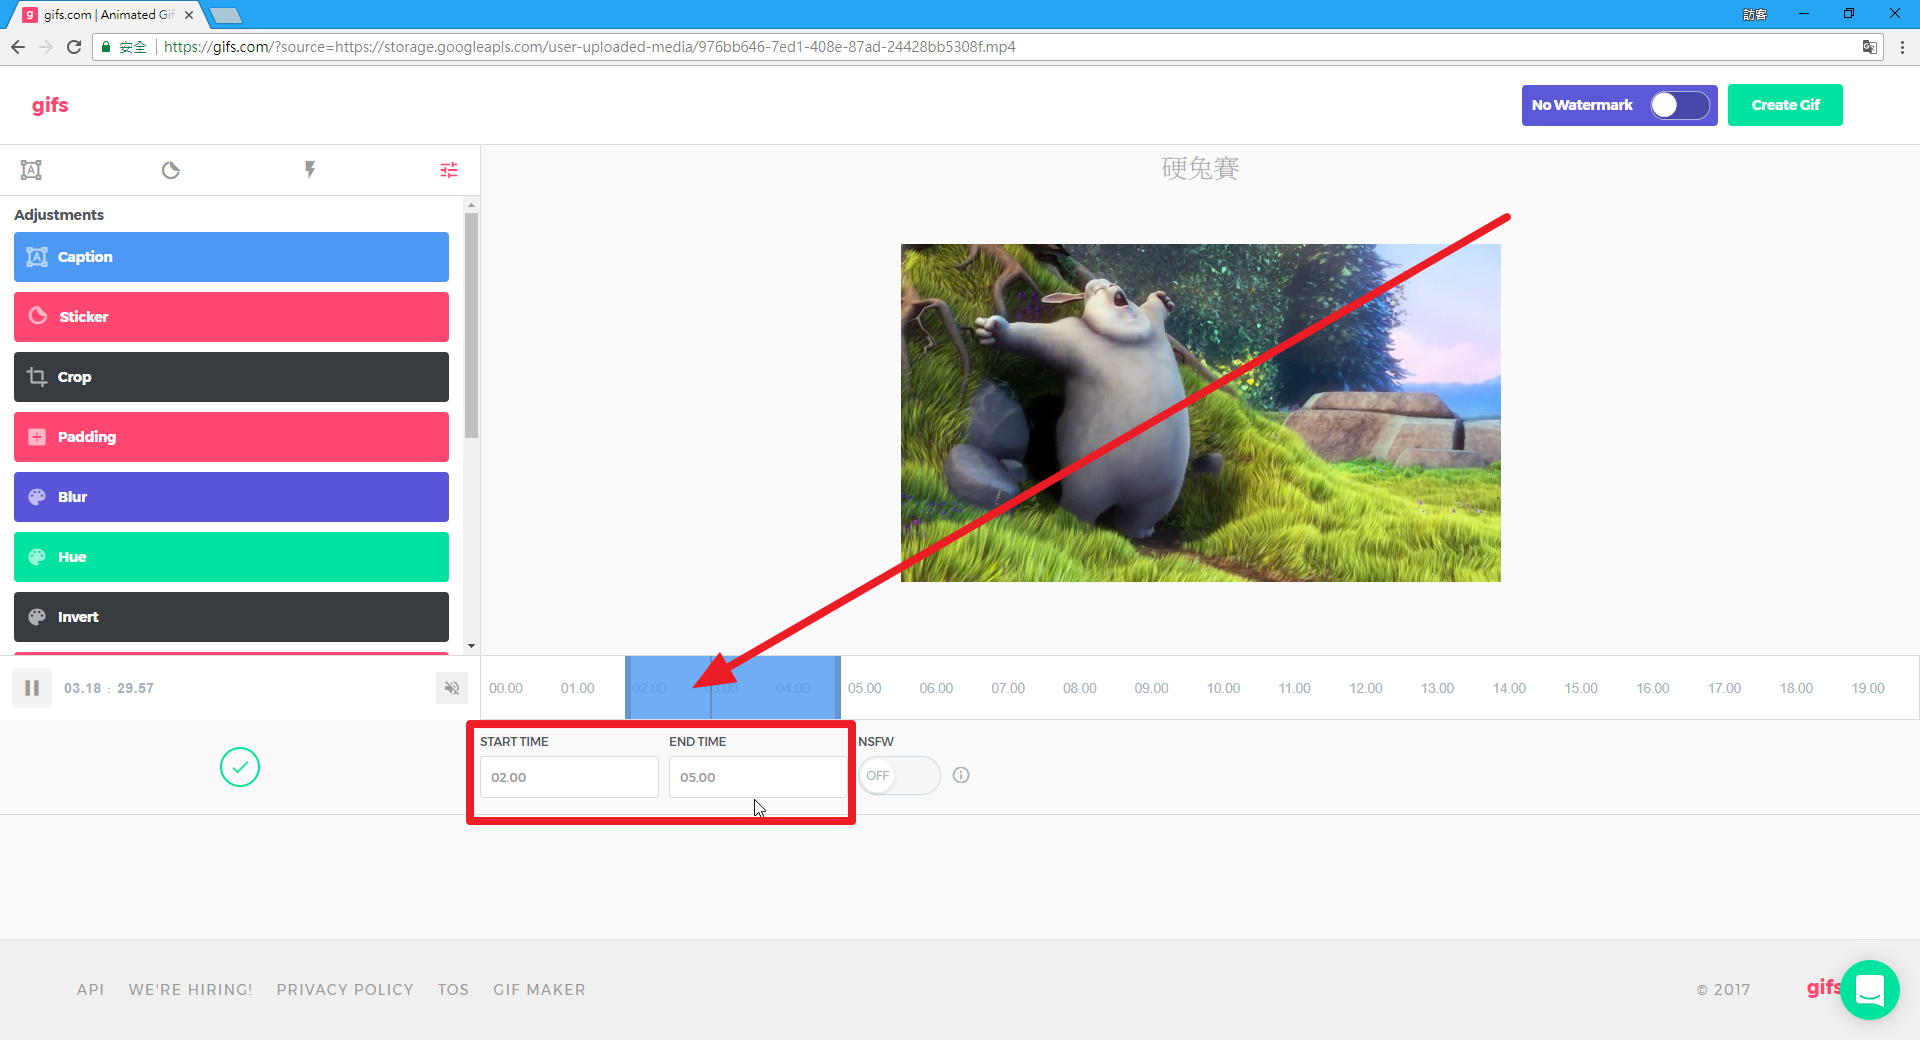 g gifs.com | Animated Gif
訪客
安全 https://gifs.com/?source=https://storage.googleapis.com/user-uploaded-media/976bb646-7ed1-408e-87ad-24428bb5308f.mp4
gifs
No Watermark
Create Gif
硬兔賽
Adjustments
A Caption
Sticker
Crop
Padding
Blur
Hue
Invert
03.18 : 29.57
00.00 01.00 02.00 03.00 04.00 05.00 06.00 07.00 08.00 09.00 10.00 11.00 12.00 13.00 14.00 15.00 16.00 17.00 18.00 19.00
START TIME END TIME NSFW
02.00 05.00 OFF
API WE'RE HIRING! PRIVACY POLICY TOS GIF MAKER © 2017 gifs